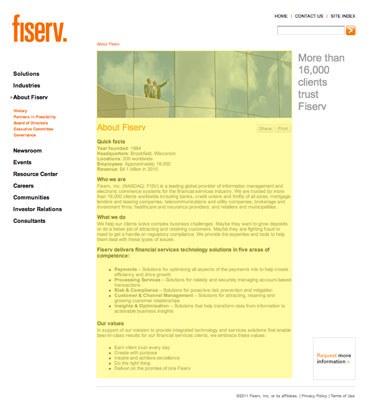 fiserv.
HOME | CONTACT US | SITE INDEX
About Fiserv
More than
16,000
clients
trust
Fiserv
Solutions
Industries
About Fiserv
History
Partners in Possibility
Board of Directors
Executive Committee
Governance
Newsroom
Events
Resource Center
Careers
Communities
Investor Relations
Consultants
About Fiserv
Share | Print
Quick facts
Year founded: 1984
Headquarters: Brookfield, Wisconsin
Locations: 200 worldwide
Employees: Approximately 19,000
Revenue: $4.1 billion in 2010
Who we are
Fiserv, Inc. (NASDAQ: FISV) is a leading global provider of information management and
electronic commerce systems for the financial services industry. We are trusted by more
than 16,000 clients worldwide including banks, credit unions and thrifts of all sizes, mortgage
lenders and leasing companies, telecommunications and utility companies, brokerage and
investment firms, healthcare and insurance providers, and retailers and municipalities.
What we do
We help our clients solve complex business challenges. Maybe they want to grow deposits
or do a better job of attracting and retaining customers. Maybe they are fighting fraud or
need to get a handle on regulatory compliance. We provide the expertise and tools to help
them deal with these types of issues.
Fiserv delivers financial services technology solutions in five areas of
competence:
Payments – Solutions for optimizing all aspects of the payments mix to help create
efficiency and drive growth
Processing Services – Solutions for reliably and securely managing account-based
transactions
Risk & Compliance – Solutions for proactive risk prevention and mitigation
Customer & Channel Management – Solutions for attracting, retaining and
growing customer relationships
Insights & Optimization – Solutions that help transform data from information to
actionable business insights
Our values
In support of our mission to provide integrated technology and services solutions that enable
best-in-class results for our financial services clients, we embrace these values:
Earn client trust every day
Create with purpose
Inspire and achieve excellence
Do the right thing
Deliver on the promise of one Fiserv
Request more
information >
©2011 Fiserv, Inc. or its affiliates. | Privacy Policy | Terms of Use